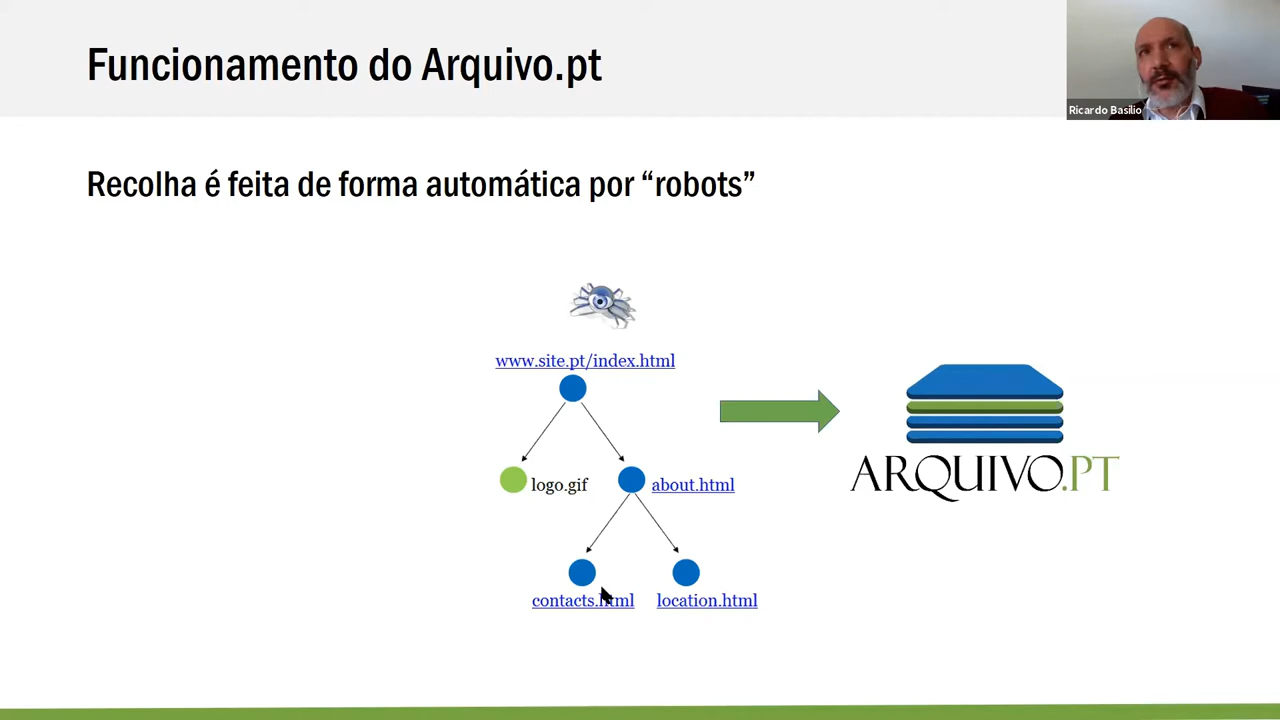 Funcionamento do Arquivo.pt
Ricardo Basílio
Recolha é feita de forma automática por “robots”
www.site.pt/index.html
logo.gif
about.html
ARQUIVO.PT
contacts.html
location.html